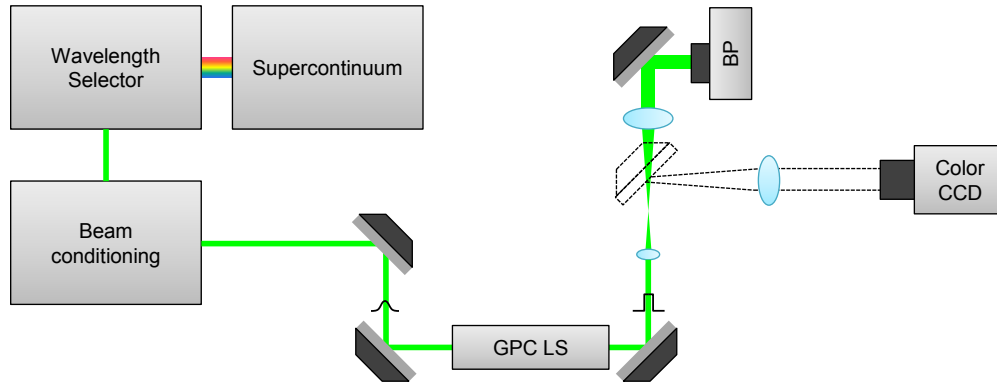 Wavelength
Selector
Supercontinuum
BP
Color
CCD
Beam
conditioning
GPC LS